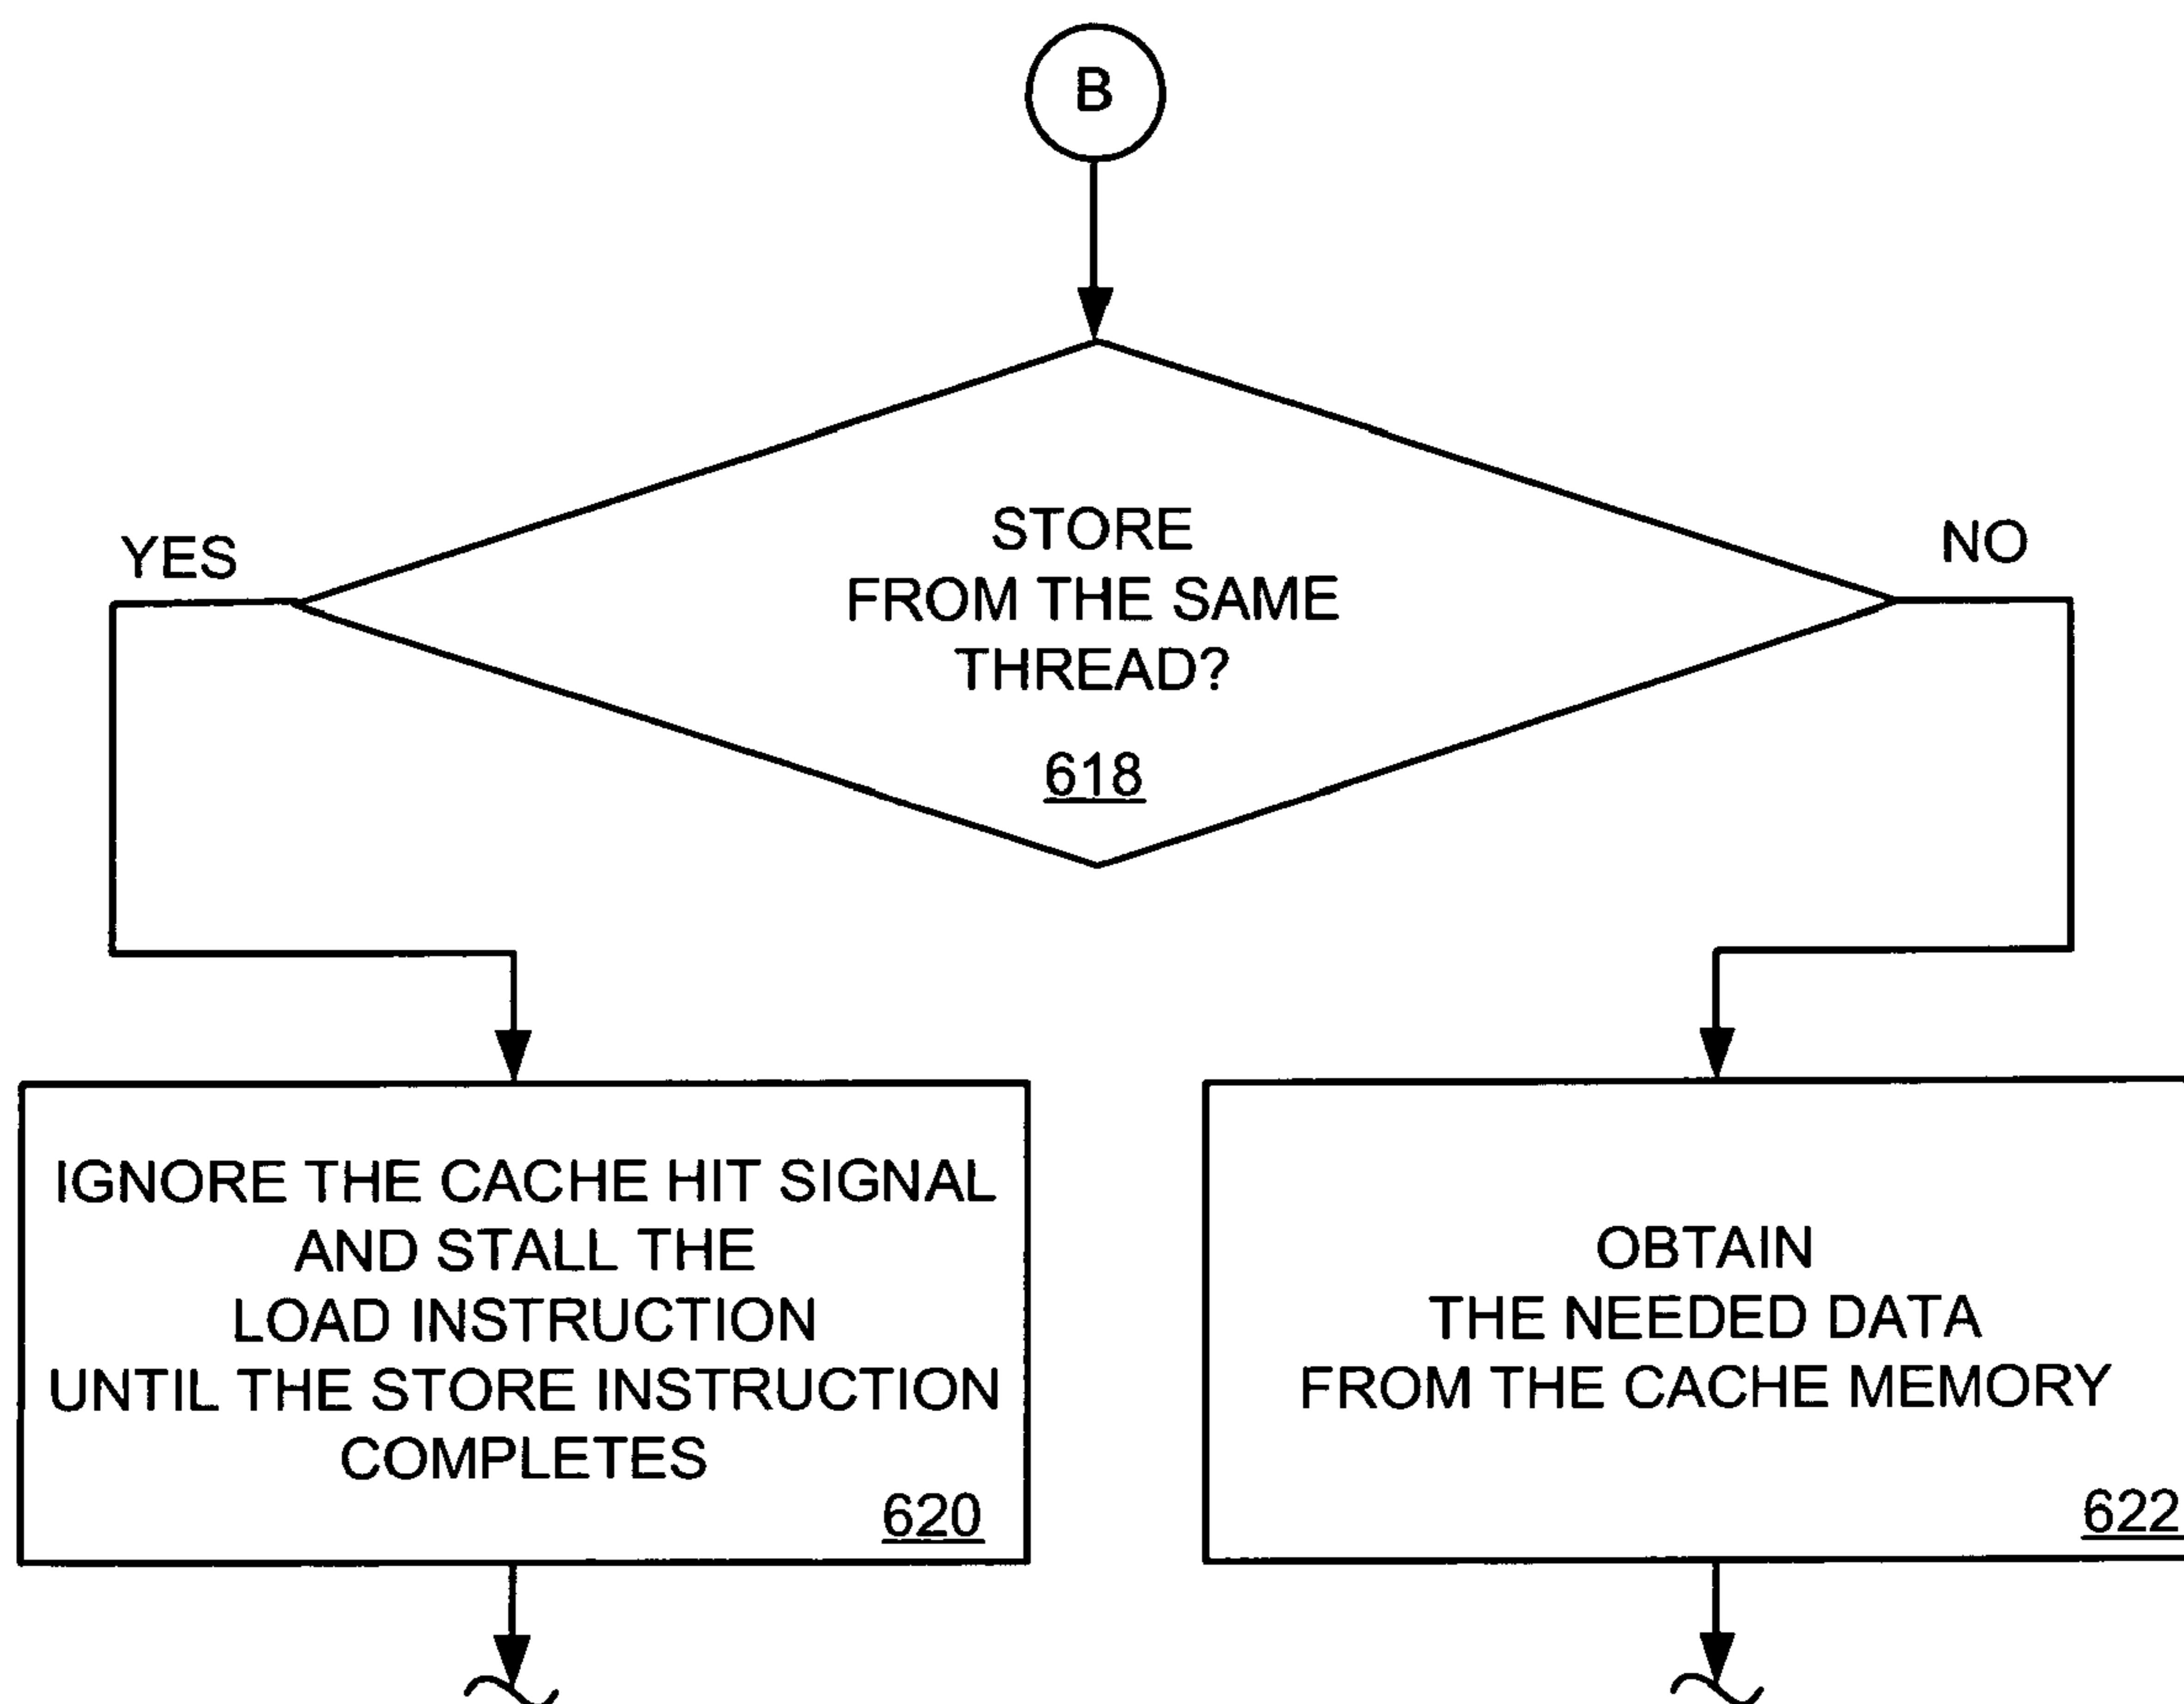 B
STORE
FROM THE SAME
THREAD?
618
YES
NO
IGNORE THE CACHE HIT SIGNAL
AND STALL THE
LOAD INSTRUCTION
UNTIL THE STORE INSTRUCTION
COMPLETES
620
OBTAIN
THE NEEDED DATA
FROM THE CACHE MEMORY
622